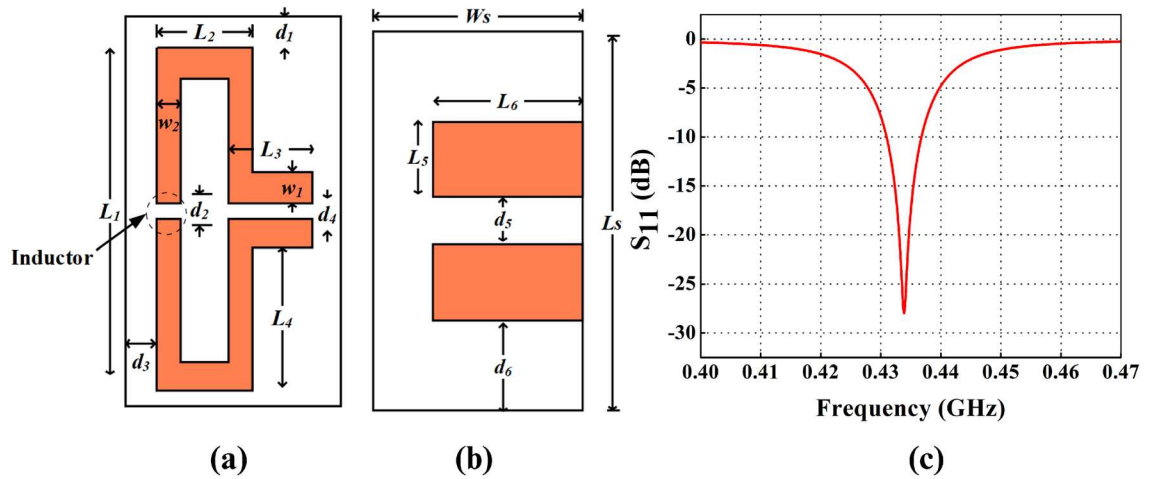 L2
d1
w2
L3
w1
L1
d2
d4
Inductor
L4
d3
(a)
Ws
L6
L5
d5
Ls
d6
(b)
S11 (dB)
0
-5
-10
-15
-20
-25
-30
0.40 0.41 0.42 0.43 0.44 0.45 0.46 0.47
Frequency (GHz)
(c)